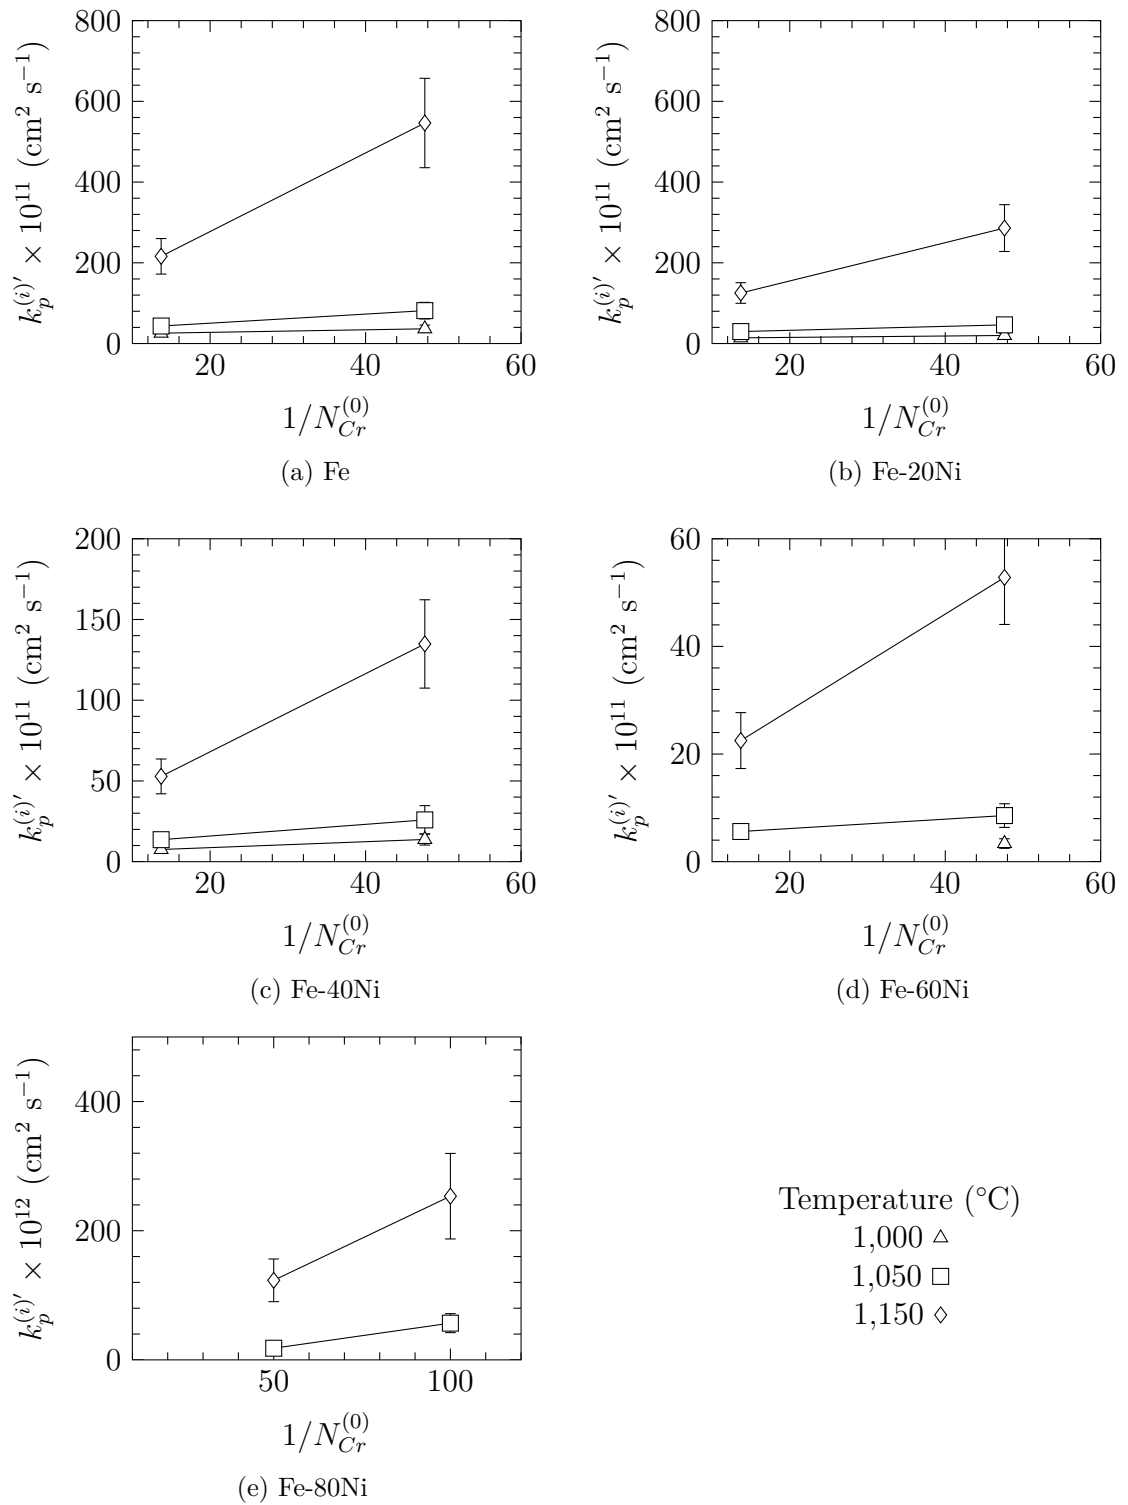 800
600
400
200
0
20 40 60
k_p^{(i)′} × 10^{11} (cm^2 s^{−1})
1/N_{Cr}^{(0)}
(a) Fe
800
600
400
200
0
20 40 60
k_p^{(i)′} × 10^{11} (cm^2 s^{−1})
1/N_{Cr}^{(0)}
(b) Fe-20Ni
200
150
100
50
0
20 40 60
k_p^{(i)′} × 10^{11} (cm^2 s^{−1})
1/N_{Cr}^{(0)}
(c) Fe-40Ni
60
40
20
0
20 40 60
k_p^{(i)′} × 10^{11} (cm^2 s^{−1})
1/N_{Cr}^{(0)}
(d) Fe-60Ni
400
200
0
50 100
k_p^{(i)′} × 10^{12} (cm^2 s^{−1})
1/N_{Cr}^{(0)}
(e) Fe-80Ni
Temperature (°C)
1,000
1,050
1,150